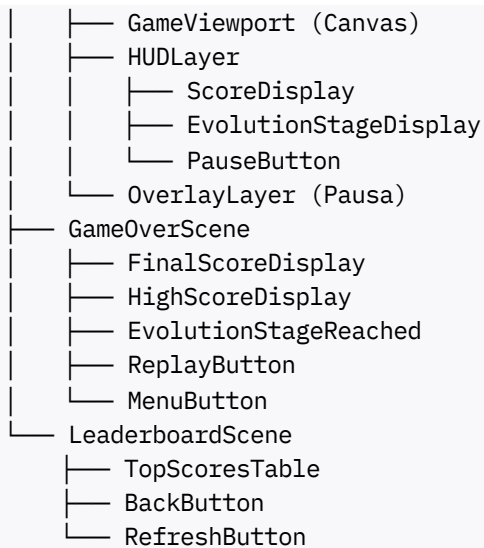 │   ├── GameViewport (Canvas)
│   ├── HUDLayer
│   │   ├── ScoreDisplay
│   │   ├── EvolutionStageDisplay
│   │   └── PauseButton
│   └── OverlayLayer (Pausa)
├── GameOverScene
│   ├── FinalScoreDisplay
│   ├── HighScoreDisplay
│   ├── EvolutionStageReached
│   ├── ReplayButton
│   └── MenuButton
└── LeaderboardScene
    ├── TopScoresTable
    ├── BackButton
    └── RefreshButton